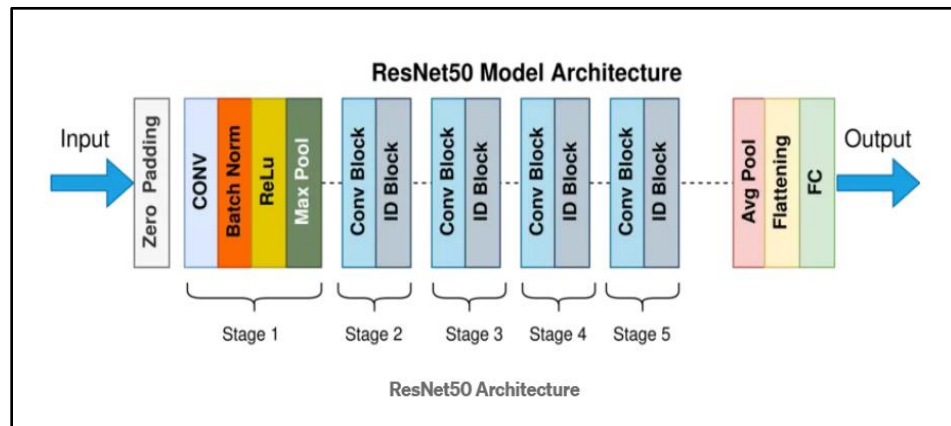 ResNet50 Model Architecture
Input
Zero Padding
CONV
Batch Norm
ReLu
Max Pool
Conv Block
ID Block
Conv Block
ID Block
Conv Block
ID Block
Conv Block
ID Block
Avg Pool
Flattening
FC
Output
Stage 1
Stage 2
Stage 3
Stage 4
Stage 5
ResNet50 Architecture